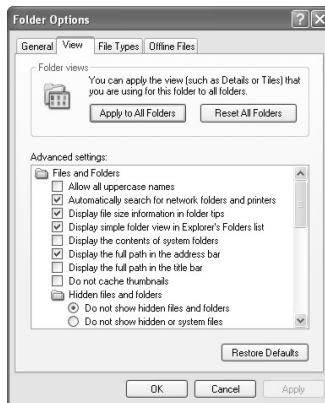 Folder Options
General View File Types Offline Files
Folder views
You can apply the view (such as Details or Tiles) that
you are using for this folder to all folders.
Apply to All Folders Reset All Folders
Advanced settings:
Files and Folders
Allow all uppercase names
Automatically search for network folders and printers
Display file size information in folder tips
Display simple folder view in Explorer's Folders list
Display the contents of system folders
Display the full path in the address bar
Display the full path in the title bar
Do not cache thumbnails
Hidden files and folders
Do not show hidden files and folders
Do not show hidden or system files
Restore Defaults
OK Cancel Apply